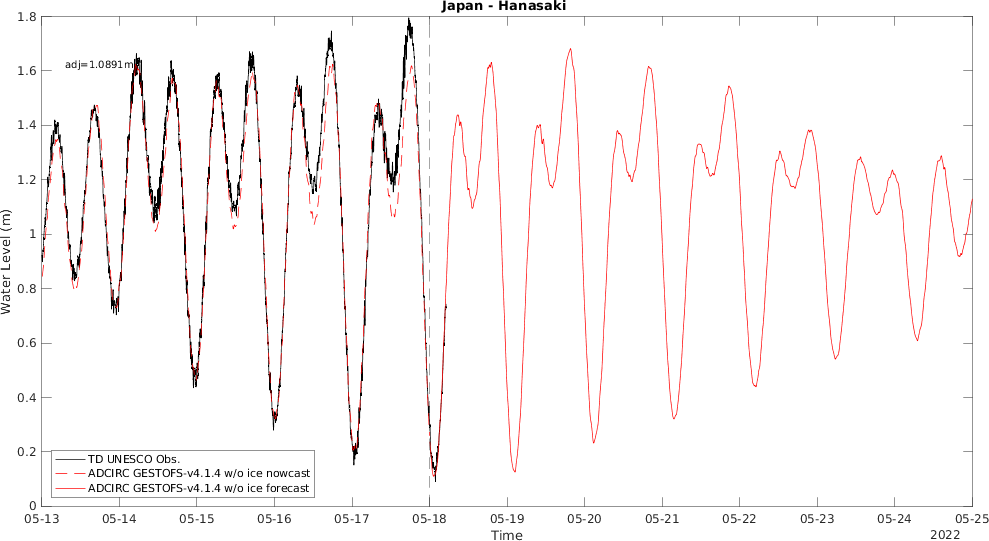 Japan - Hanasaki
1.8
1.6
1.4
1.2
1
0.8
0.6
0.4
0.2
0
Water Level (m)
adj=1.0891m
TD UNESCO Obs.
ADCIRC GESTOFS-v4.1.4 w/o ice nowcast
ADCIRC GESTOFS-v4.1.4 w/o ice forecast
05-13 05-14 05-15 05-16 05-17 05-18 05-19 05-20 05-21 05-22 05-23 05-24 05-25
Time
2022